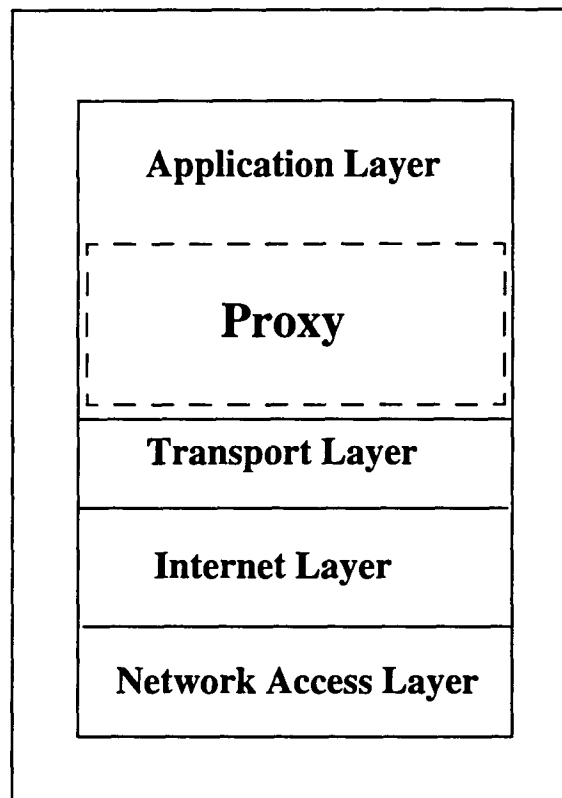 Application Layer
Proxy
Transport Layer
Internet Layer
Network Access Layer